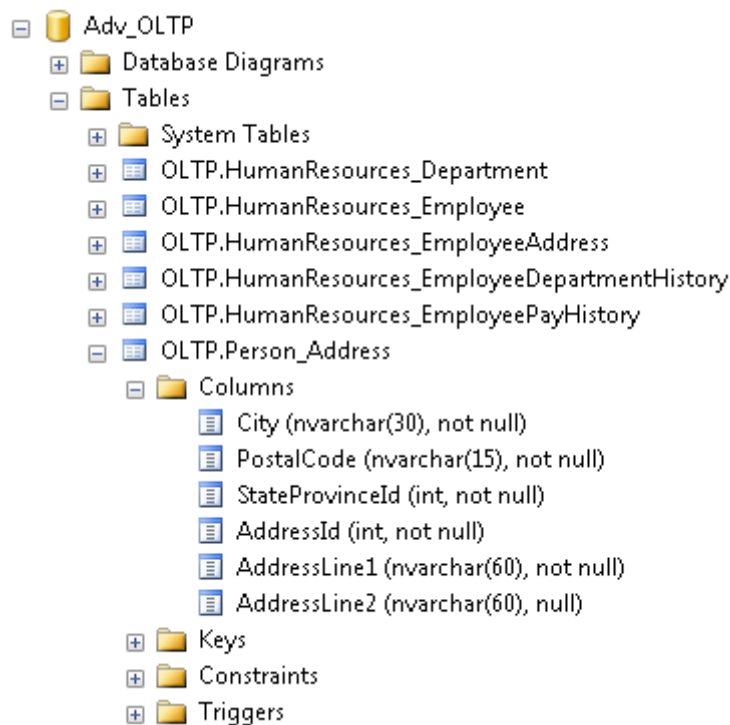 Adv_OLTP
Database Diagrams
Tables
System Tables
OLTP.HumanResources_Department
OLTP.HumanResources_Employee
OLTP.HumanResources_EmployeeAddress
OLTP.HumanResources_EmployeeDepartmentHistory
OLTP.HumanResources_EmployeePayHistory
OLTP.Person_Address
Columns
City (nvarchar(30), not null)
PostalCode (nvarchar(15), not null)
StateProvinceId (int, not null)
AddressId (int, not null)
AddressLine1 (nvarchar(60), not null)
AddressLine2 (nvarchar(60), null)
Keys
Constraints
Triggers